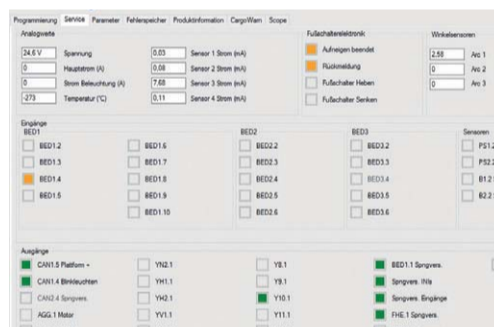 Programmierung Service Parameter Fehlerspeicher Produktinformation CargoWarn Scope
Analogwerte
24,6 V Spannung 0,03 Sensor 1 Strom (mA)
0 Hauptstrom (A) 0,08 Sensor 2 Strom (mA)
0 Strom Beleuchtung (A) 7,68 Sensor 3 Strom (mA)
-273 Temperatur (°C) 0,11 Sensor 4 Strom (mA)
Fußschalterelektronik
Aufneigen beendet
Rückmeldung
Fußschalter Heben
Fußschalter Senken
Winkelsensoren
2,58 Arc 1
0 Arc 2
0 Arc 3
Eingänge
BED1 BED2 BED3 Sensoren
BED1.2 BED1.6 BED2.2 BED3.2 PS1.2
BED1.3 BED1.7 BED2.3 BED3.3 PS2.2
BED1.4 BED1.8 BED2.4 BED3.4 B1.2
BED1.5 BED1.9 BED2.5 BED3.5 B2.2
BED1.10 BED2.6 BED3.6
Ausgänge
CAN1.5 Plattform + YN2.1 Y8.1 BED1.1 Spngvers.
CAN1.4 Blinkleuchten YH1.1 Y9.1 Spngvers. INIs
CAN2.4 Spngvers. YH2.1 Y10.1 Spngvers. Eingänge
AGG.1 Motor YV1.1 Y11.1 FHE.1 Spngvers.